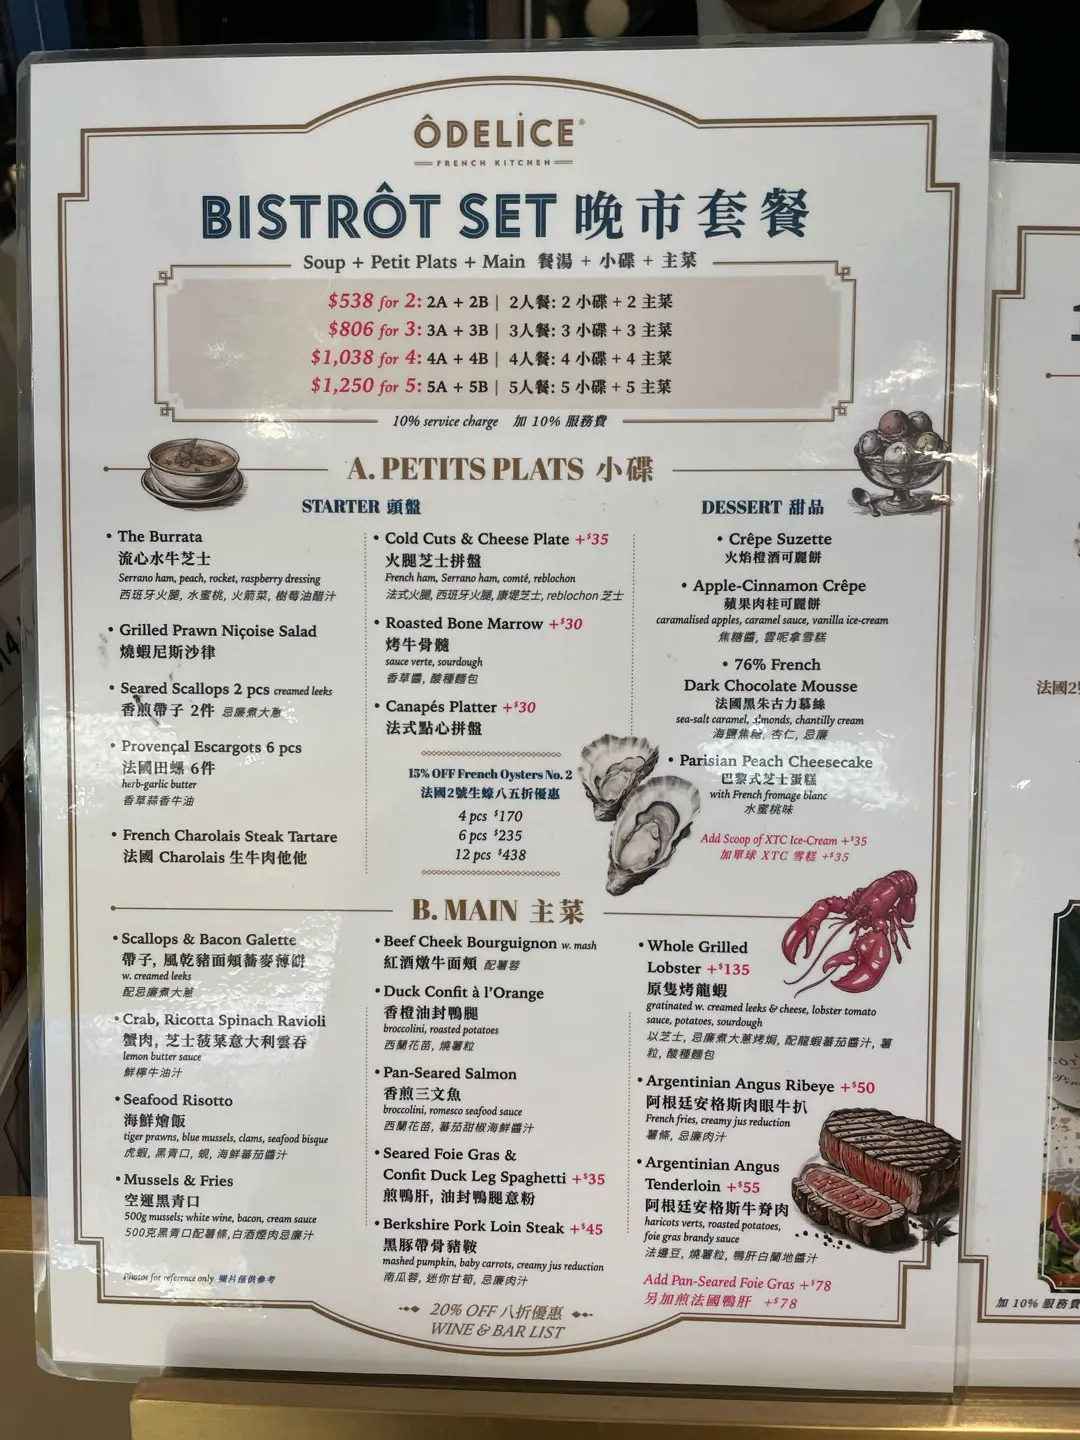 ÔDELİCE®
FRENCH KITCHEN
BISTRÔT SET 晚市套餐
Soup + Petit Plats + Main 餐湯 + 小碟 + 主菜
$538 for 2: 2A + 2B | 2人餐: 2 小碟 + 2 主菜
$806 for 3: 3A + 3B | 3人餐: 3 小碟 + 3 主菜
$1,038 for 4: 4A + 4B | 4人餐: 4 小碟 + 4 主菜
$1,250 for 5: 5A + 5B | 5人餐: 5 小碟 + 5 主菜
10% service charge 加 10% 服務費
A. PETITS PLATS 小碟
STARTER 頭盤
• The Burrata
流心水牛芝士
Serrano ham, peach, rocket, raspberry dressing
西班牙火腿, 水蜜桃, 火箭菜, 樹莓油醋汁
• Grilled Prawn Niçoise Salad
燒蝦尼斯沙律
• Seared Scallops 2 pcs creamed leeks
香煎帶子 2件 忌廉煮大蔥
• Provençal Escargots 6 pcs
法國田螺 6件
herb-garlic butter
香草蒜香牛油
• French Charolais Steak Tartare
法國 Charolais 生牛肉他他
• Cold Cuts & Cheese Plate +$35
火腿芝士拼盤
French ham, Serrano ham, comté, reblochon
法式火腿, 西班牙火腿, 康堤芝士, reblochon 芝士
• Roasted Bone Marrow +$30
烤牛骨髓
sauce verte, sourdough
香草醬, 酸種麵包
• Canapés Platter +$30
法式點心拼盤
15% OFF French Oysters No. 2
法國2號生蠔八五折優惠
4 pcs $170
6 pcs $235
12 pcs $438
DESSERT 甜品
• Crêpe Suzette
火焰橙酒可麗餅
• Apple-Cinnamon Crêpe
蘋果肉桂可麗餅
caramalised apples, caramel sauce, vanilla ice-cream
焦糖醬, 雲呢拿雪糕
• 76% French
Dark Chocolate Mousse
法國黑朱古力慕絲
sea-salt caramel, almonds, chantilly cream
海鹽焦糖, 杏仁, 忌廉
• Parisian Peach Cheesecake
巴黎式芝士蛋糕
with French fromage blanc
水蜜桃味
Add Scoop of XTC Ice-Cream +$35
加單球 XTC 雪糕 +$35
B. MAIN 主菜
• Scallops & Bacon Galette
帶子, 風乾豬面頰蕎麥薄餅
w. creamed leeks
配忌廉煮大蔥
• Crab, Ricotta Spinach Ravioli
蟹肉, 芝士菠菜意大利雲吞
lemon butter sauce
鮮檸牛油汁
• Seafood Risotto
海鮮燴飯
tiger prawns, blue mussels, clams, seafood bisque
虎蝦, 黑青口, 蜆, 海鮮蕃茄醬汁
• Mussels & Fries
空運黑青口
500g mussels; white wine, bacon, cream sauce
500克黑青口配薯條, 白酒煙肉忌廉汁
Photos for reference only 圖片僅供參考
• Beef Cheek Bourguignon w. mash
紅酒燉牛面頰 配薯蓉
• Duck Confit à l'Orange
香橙油封鴨腿
broccolini, roasted potatoes
西蘭花苗, 燒薯粒
• Pan-Seared Salmon
香煎三文魚
broccolini, romesco seafood sauce
西蘭花苗, 蕃茄甜椒海鮮醬汁
• Seared Foie Gras &
Confit Duck Leg Spaghetti +$35
煎鴨肝, 油封鴨腿意粉
• Berkshire Pork Loin Steak +$45
黑豚帶骨豬鞍
mashed pumpkin, baby carrots, creamy jus reduction
南瓜蓉, 迷你甘筍, 忌廉肉汁
• Whole Grilled
Lobster +$135
原隻烤龍蝦
gratinated w. creamed leeks & cheese, lobster tomato
sauce, potatoes, sourdough
以芝士, 忌廉煮大蔥烤焗, 配龍蝦蕃茄醬汁, 薯
粒, 酸種麵包
• Argentinian Angus Ribeye +$50
阿根廷安格斯肉眼牛扒
French fries, creamy jus reduction
薯條, 忌廉肉汁
• Argentinian Angus
Tenderloin +$55
阿根廷安格斯牛脊肉
haricots verts, roasted potatoes,
foie gras brandy sauce
法邊豆, 燒薯粒, 鴨肝白蘭地醬汁
Add Pan-Seared Foie Gras +$78
另加煎法國鴨肝 +$78
20% OFF 八折優惠
WINE & BAR LIST
加 10% 服務費